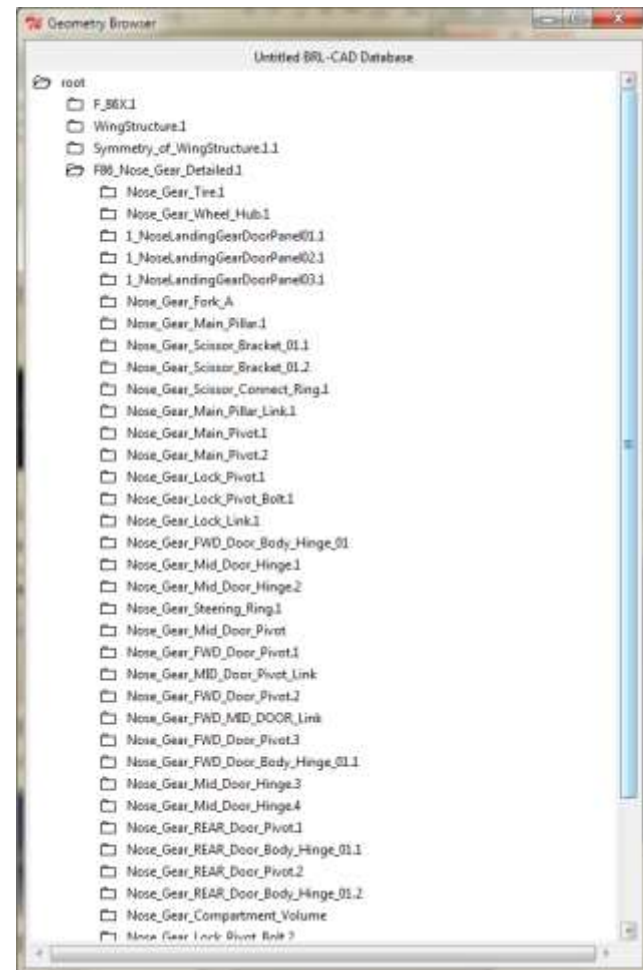 Geometry Browser
Untitled BRL-CAD Database
root
F_86X.1
WingStructure.1
Symmetry_of_WingStructure.1.1
F86_Nose_Gear_Detailed.1
Nose_Gear_Tire.1
Nose_Gear_Wheel_Hub.1
1_NoseLandingGearDoorPanel01.1
1_NoseLandingGearDoorPanel02.1
1_NoseLandingGearDoorPanel03.1
Nose_Gear_Fork_A
Nose_Gear_Main_Pillar.1
Nose_Gear_Scissor_Bracket_01.1
Nose_Gear_Scissor_Bracket_01.2
Nose_Gear_Scissor_Connect_Ring.1
Nose_Gear_Main_Pillar_Link.1
Nose_Gear_Main_Pivot.1
Nose_Gear_Main_Pivot.2
Nose_Gear_Lock_Pivot.1
Nose_Gear_Lock_Pivot_Bolt.1
Nose_Gear_Lock_Link.1
Nose_Gear_FWD_Door_Body_Hinge_01
Nose_Gear_Mid_Door_Hinge.1
Nose_Gear_Mid_Door_Hinge.2
Nose_Gear_Steering_Ring.1
Nose_Gear_Mid_Door_Pivot
Nose_Gear_FWD_Door_Pivot.1
Nose_Gear_MID_Door_Pivot_Link
Nose_Gear_FWD_Door_Pivot.2
Nose_Gear_FWD_MID_DOOR_Link
Nose_Gear_FWD_Door_Pivot.3
Nose_Gear_FWD_Door_Body_Hinge_01.1
Nose_Gear_Mid_Door_Hinge.3
Nose_Gear_Mid_Door_Hinge.4
Nose_Gear_REAR_Door_Pivot.1
Nose_Gear_REAR_Door_Body_Hinge_01.1
Nose_Gear_REAR_Door_Pivot.2
Nose_Gear_REAR_Door_Body_Hinge_01.2
Nose_Gear_Compartment_Volume
Nose_Gear_Lock_Pivot_Bolt.2